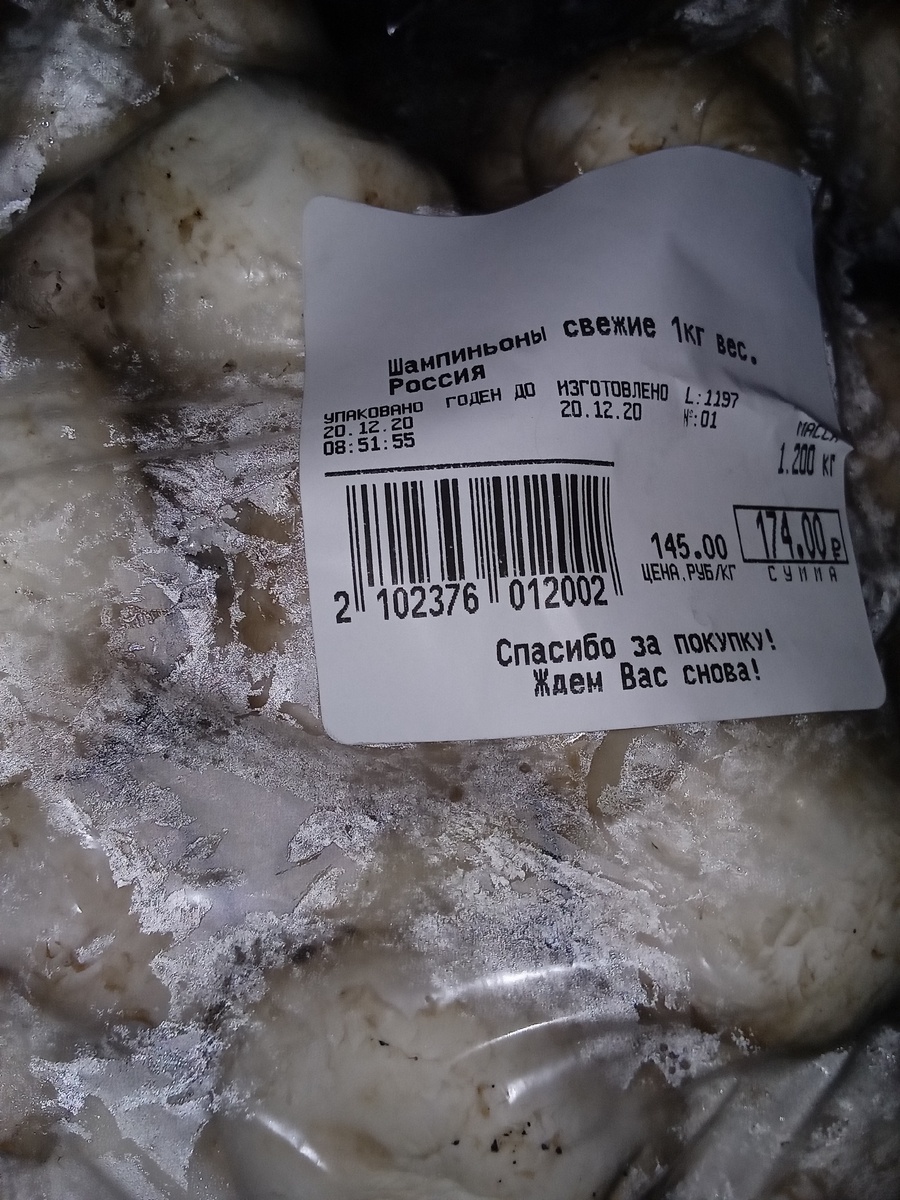 Шампиньоны свежие 1кг вес.
Россия
УПАКОВАНО ГОДЕН ДО ИЗГОТОВЛЕНО L:1197
20.12.20 20.12.20 №:01
08:51:55
МАССА
1.200 кг
145.00 174.00 ₽
ЦЕНА,РУБ/КГ СУММА
2 102376 012002
Спасибо за покупку!
Ждем Вас снова!